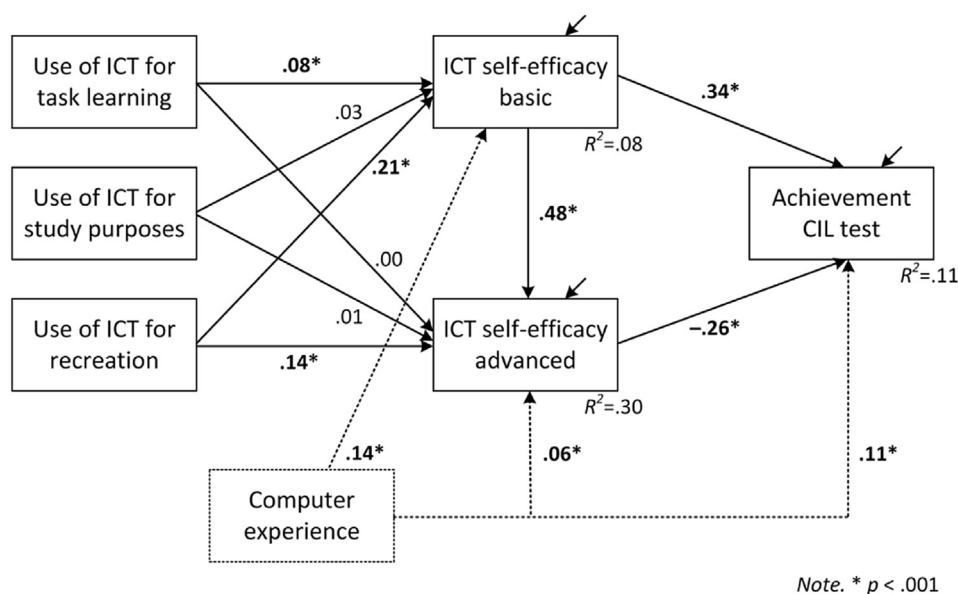 Use of ICT for
task learning
Use of ICT for
study purposes
Use of ICT for
recreation
Computer
experience
.08*
.03
.21*
.00
.01
.14*
.14*
ICT self-efficacy
basic
R²=.08
.48*
ICT self-efficacy
advanced
R²=.30
.06*
.34*
–.26*
.11*
Achievement
CIL test
R²=.11
Note. * p < .001